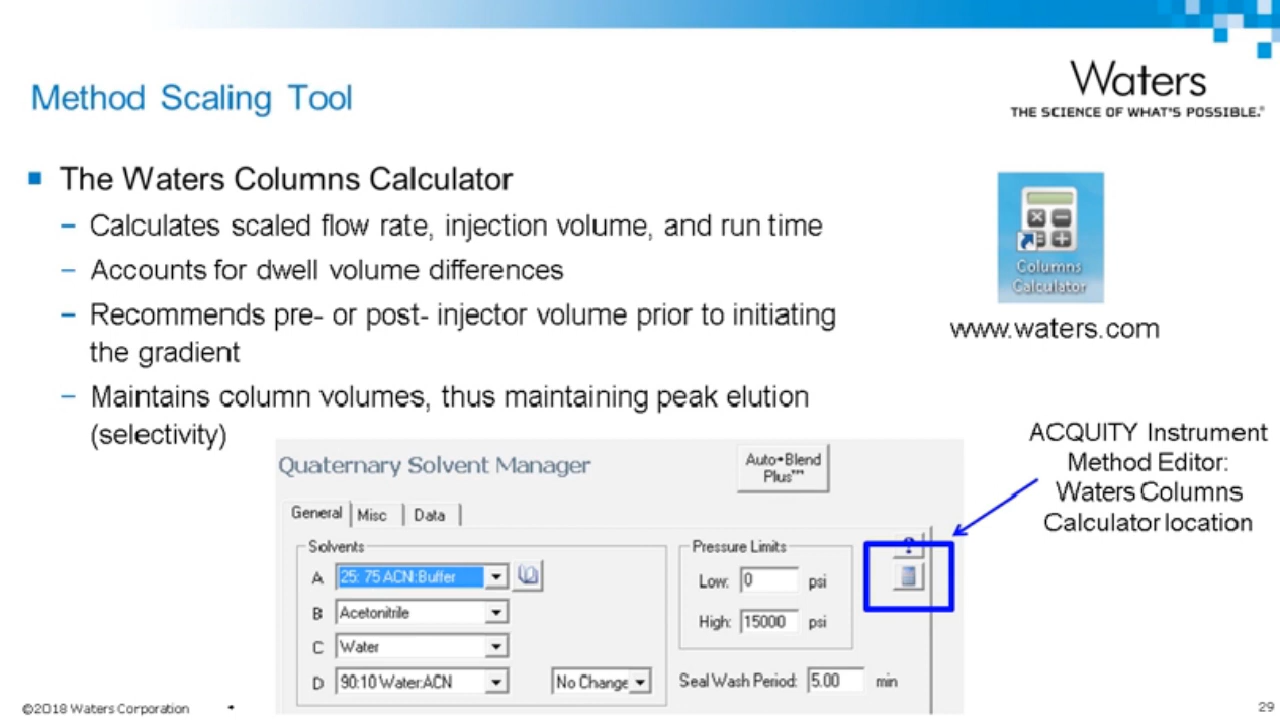 Waters
THE SCIENCE OF WHAT'S POSSIBLE.®
Method Scaling Tool
The Waters Columns Calculator
– Calculates scaled flow rate, injection volume, and run time
– Accounts for dwell volume differences
– Recommends pre- or post- injector volume prior to initiating
the gradient
– Maintains column volumes, thus maintaining peak elution
(selectivity)
Columns
Calculator
www.waters.com
ACQUITY Instrument
Method Editor:
Waters Columns
Calculator location
Quaternary Solvent Manager
Auto•Blend
Plus™
General Misc Data
Solvents
A 25: 75 ACN:Buffer
B Acetonitrile
C Water
D 90:10 Water:ACN
No Change
Pressure Limits
Low: 0 psi
High: 15000 psi
Seal Wash Period: 5.00 min
?
©2018 Waters Corporation
29